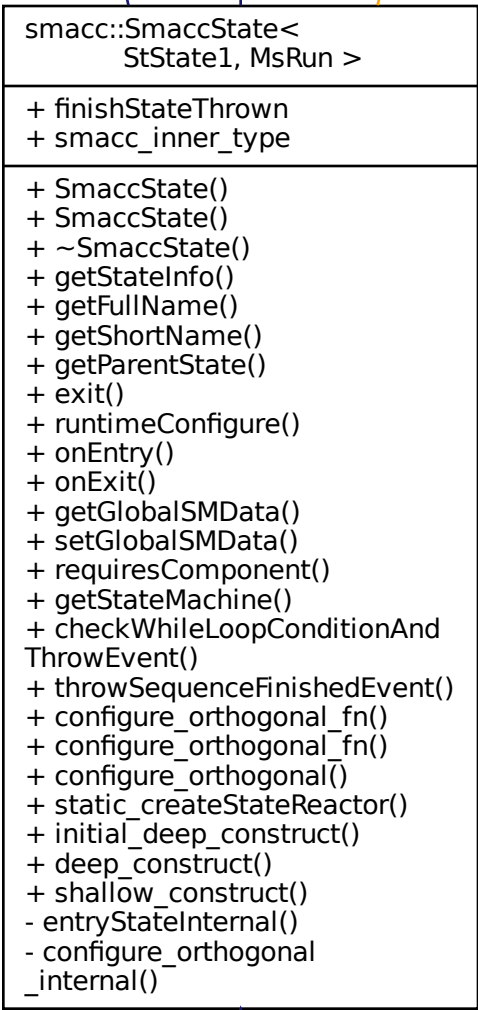 smacc::SmaccState<
StState1, MsRun >
+ finishStateThrown
+ smacc_inner_type
+ SmaccState()
+ SmaccState()
+ ~SmaccState()
+ getStateInfo()
+ getFullName()
+ getShortName()
+ getParentState()
+ exit()
+ runtimeConfigure()
+ onEntry()
+ onExit()
+ getGlobalSMData()
+ setGlobalSMData()
+ requiresComponent()
+ getStateMachine()
+ checkWhileLoopConditionAnd
ThrowEvent()
+ throwSequenceFinishedEvent()
+ configure_orthogonal_fn()
+ configure_orthogonal_fn()
+ configure_orthogonal()
+ static_createStateReactor()
+ initial_deep_construct()
+ deep_construct()
+ shallow_construct()
- entryStateInternal()
- configure_orthogonal
_internal()